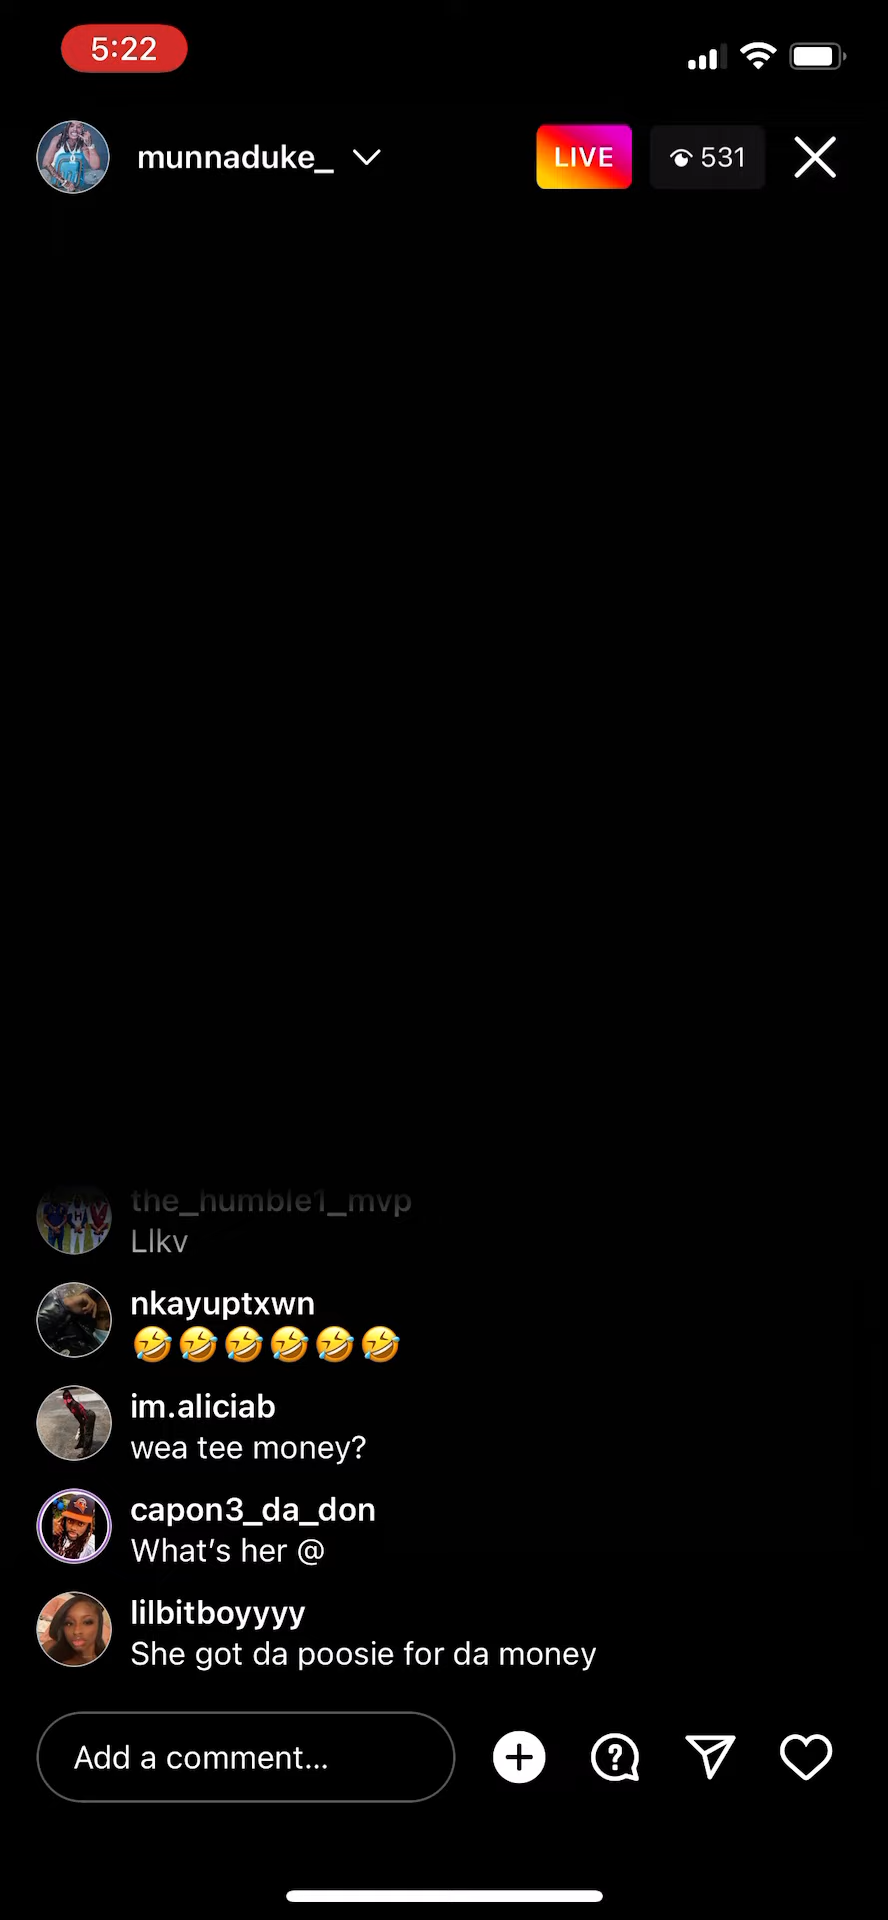 5:22
munnaduke_
LIVE
531
the_humble1_mvp
Llkv
nkayuptxwn
🤣🤣🤣🤣🤣🤣
im.aliciab
wea tee money?
capon3_da_don
What’s her @
lilbitboyyyy
She got da poosie for da money
Add a comment...